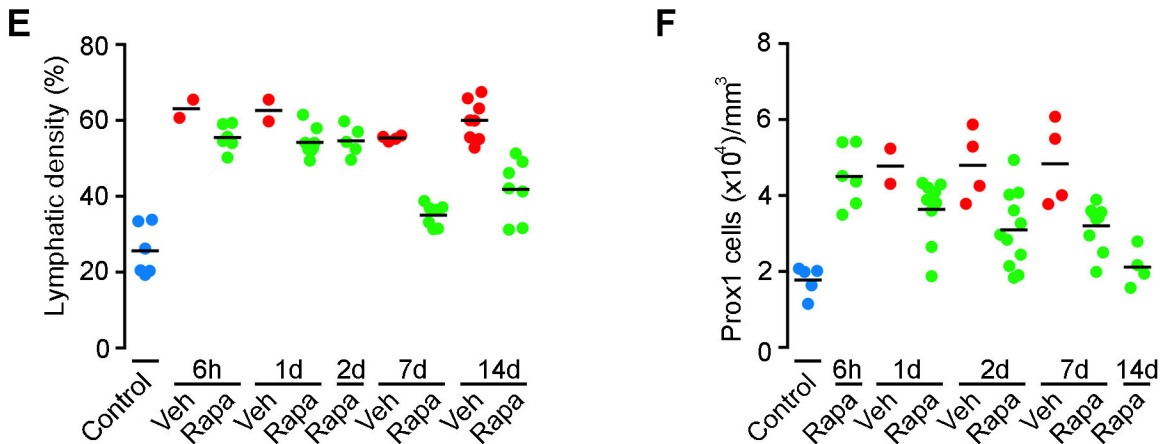 E
Lymphatic density (%)
80
60
40
20
0
6h 1d 2d 7d 14d
Control Veh Rapa Veh Rapa Rapa Veh Rapa Veh Rapa
F
Prox1 cells (x10⁴)/mm³
8
6
4
2
0
6h 1d 2d 7d 14d
Control Rapa Veh Rapa Veh Rapa Veh Rapa Rapa